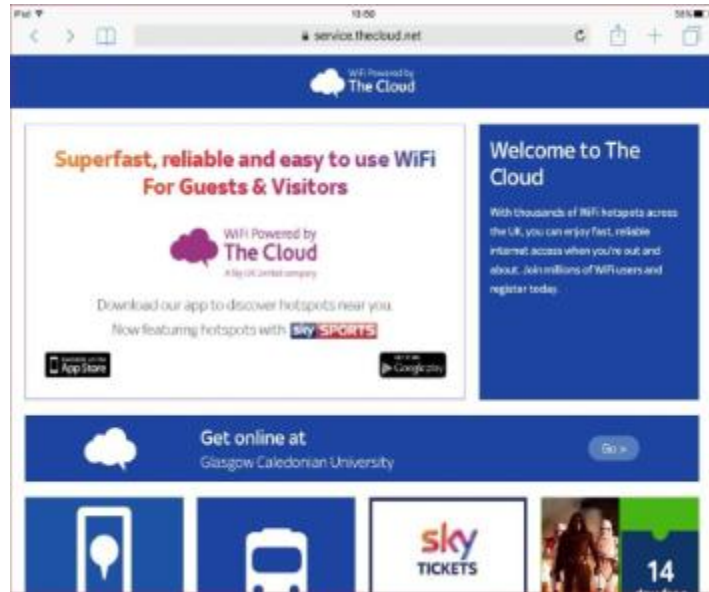 iPad
13:50
service.thecloud.net
WiFi Powered by
The Cloud
Superfast, reliable and easy to use WiFi
For Guests & Visitors
WiFi Powered by
The Cloud
A Sky UK Limited company
Download our app to discover hotspots near you.
Now featuring hotspots with sky SPORTS
App Store
Google play
Welcome to The
Cloud
With thousands of WiFi hotspots across
the UK, you can enjoy fast, reliable
internet access when you're out and
about. Join millions of WiFi users and
register today.
Get online at
Glasgow Caledonian University
Go >
sky
TICKETS
14